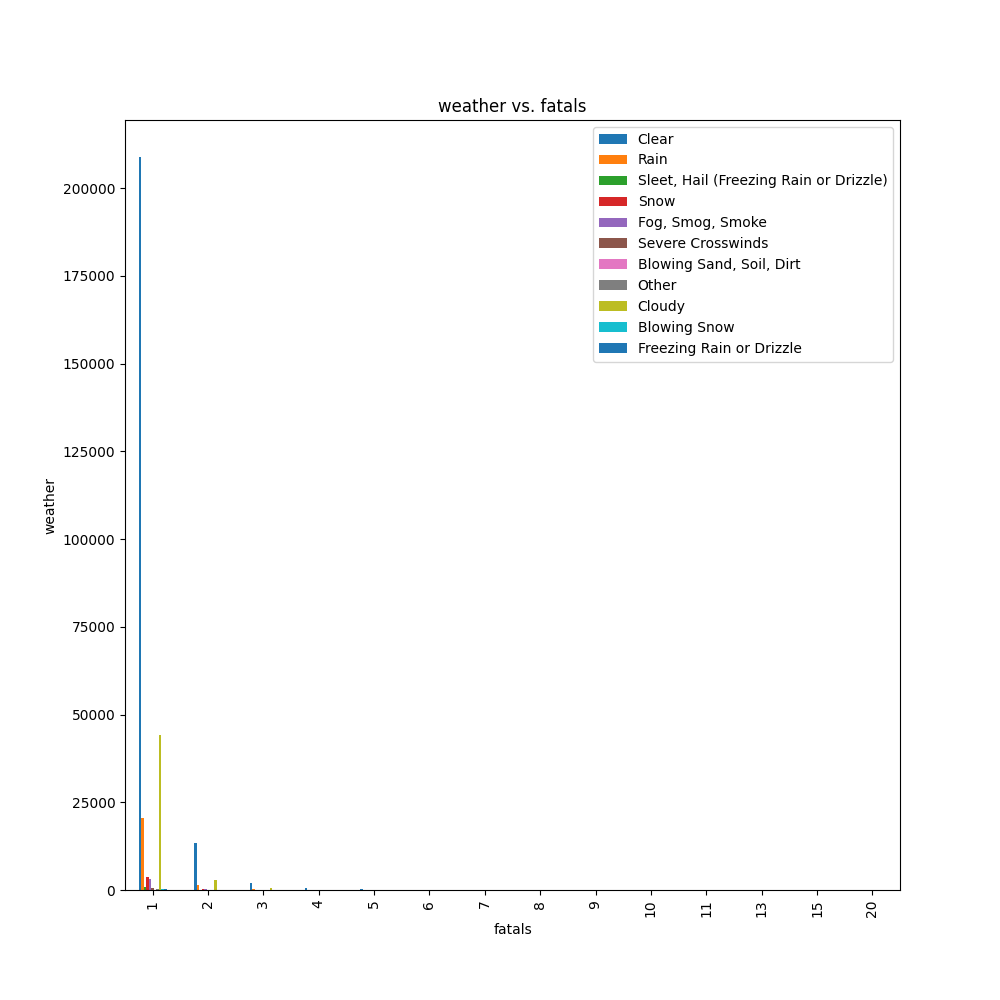 weather vs. fatals
Clear
Rain
Sleet, Hail (Freezing Rain or Drizzle)
Snow
Fog, Smog, Smoke
Severe Crosswinds
Blowing Sand, Soil, Dirt
Other
Cloudy
Blowing Snow
Freezing Rain or Drizzle
200000
175000
150000
125000
100000
75000
50000
25000
0
weather
1 2 3 4 5 6 7 8 9 10 11 13 15 20
fatals